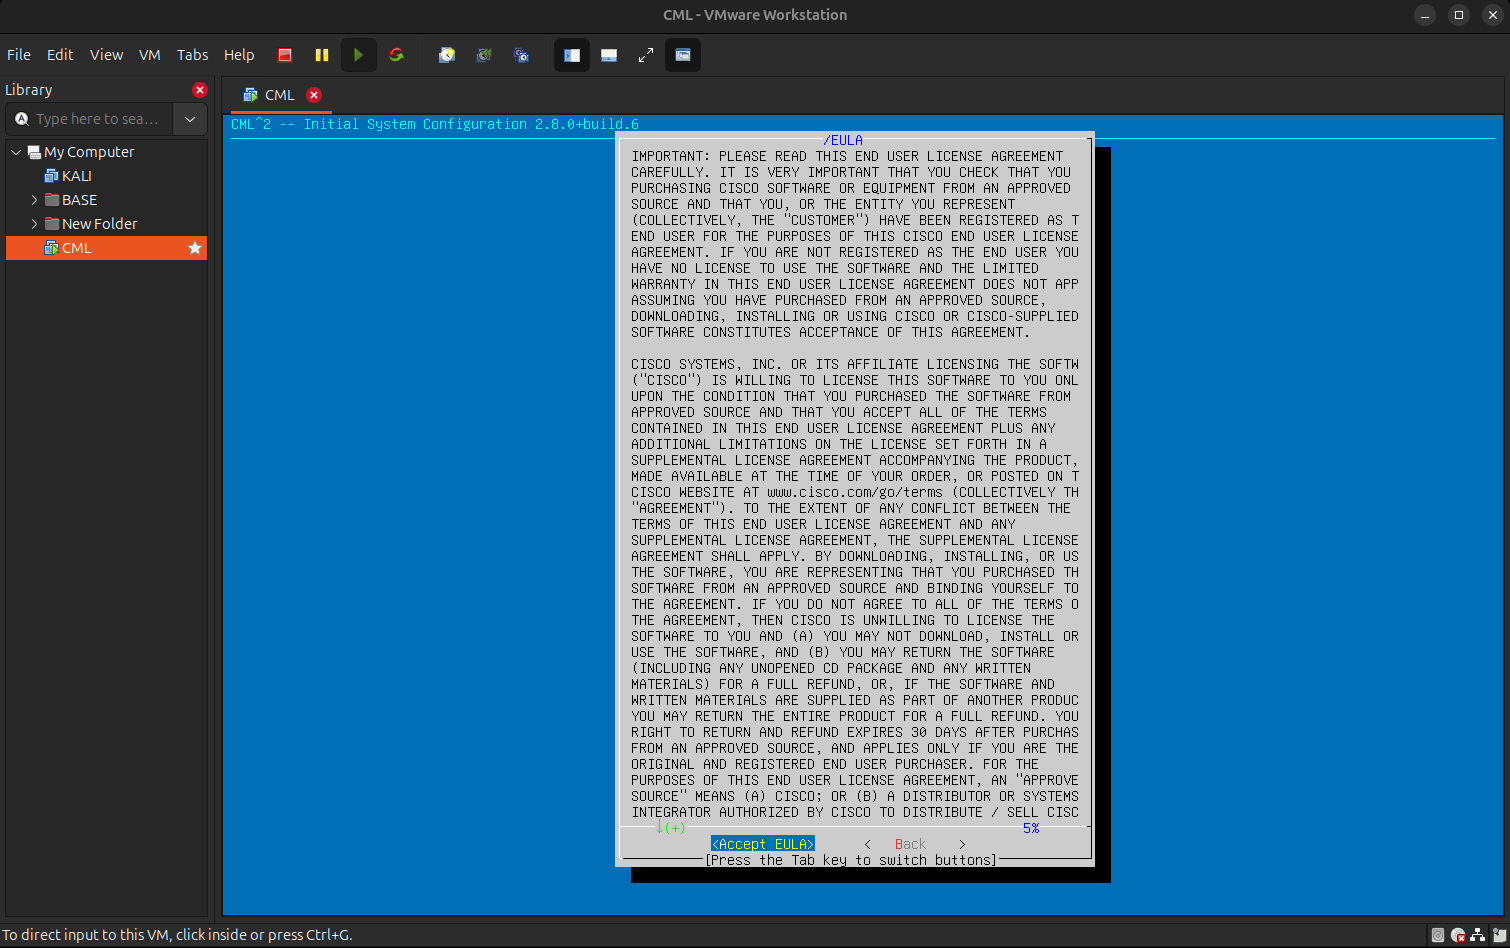 CML - VMware Workstation
File Edit View VM Tabs Help
Library
Type here to sea...
My Computer
KALI
BASE
New Folder
CML
CML
CML^2 -- Initial System Configuration 2.8.0+build.6
/EULA
IMPORTANT: PLEASE READ THIS END USER LICENSE AGREEMENT
CAREFULLY. IT IS VERY IMPORTANT THAT YOU CHECK THAT YOU
PURCHASING CISCO SOFTWARE OR EQUIPMENT FROM AN APPROVED
SOURCE AND THAT YOU, OR THE ENTITY YOU REPRESENT
(COLLECTIVELY, THE "CUSTOMER") HAVE BEEN REGISTERED AS T
END USER FOR THE PURPOSES OF THIS CISCO END USER LICENSE
AGREEMENT. IF YOU ARE NOT REGISTERED AS THE END USER YOU
HAVE NO LICENSE TO USE THE SOFTWARE AND THE LIMITED
WARRANTY IN THIS END USER LICENSE AGREEMENT DOES NOT APP
ASSUMING YOU HAVE PURCHASED FROM AN APPROVED SOURCE,
DOWNLOADING, INSTALLING OR USING CISCO OR CISCO-SUPPLIED
SOFTWARE CONSTITUTES ACCEPTANCE OF THIS AGREEMENT.
CISCO SYSTEMS, INC. OR ITS AFFILIATE LICENSING THE SOFTW
("CISCO") IS WILLING TO LICENSE THIS SOFTWARE TO YOU ONL
UPON THE CONDITION THAT YOU PURCHASED THE SOFTWARE FROM
APPROVED SOURCE AND THAT YOU ACCEPT ALL OF THE TERMS
CONTAINED IN THIS END USER LICENSE AGREEMENT PLUS ANY
ADDITIONAL LIMITATIONS ON THE LICENSE SET FORTH IN A
SUPPLEMENTAL LICENSE AGREEMENT ACCOMPANYING THE PRODUCT,
MADE AVAILABLE AT THE TIME OF YOUR ORDER, OR POSTED ON T
CISCO WEBSITE AT www.cisco.com/go/terms (COLLECTIVELY TH
"AGREEMENT"). TO THE EXTENT OF ANY CONFLICT BETWEEN THE
TERMS OF THIS END USER LICENSE AGREEMENT AND ANY
SUPPLEMENTAL LICENSE AGREEMENT, THE SUPPLEMENTAL LICENSE
AGREEMENT SHALL APPLY. BY DOWNLOADING, INSTALLING, OR US
THE SOFTWARE, YOU ARE REPRESENTING THAT YOU PURCHASED TH
SOFTWARE FROM AN APPROVED SOURCE AND BINDING YOURSELF TO
THE AGREEMENT. IF YOU DO NOT AGREE TO ALL OF THE TERMS O
THE AGREEMENT, THEN CISCO IS UNWILLING TO LICENSE THE
SOFTWARE TO YOU AND (A) YOU MAY NOT DOWNLOAD, INSTALL OR
USE THE SOFTWARE, AND (B) YOU MAY RETURN THE SOFTWARE
(INCLUDING ANY UNOPENED CD PACKAGE AND ANY WRITTEN
MATERIALS) FOR A FULL REFUND, OR, IF THE SOFTWARE AND
WRITTEN MATERIALS ARE SUPPLIED AS PART OF ANOTHER PRODUC
YOU MAY RETURN THE ENTIRE PRODUCT FOR A FULL REFUND. YOU
RIGHT TO RETURN AND REFUND EXPIRES 30 DAYS AFTER PURCHAS
FROM AN APPROVED SOURCE, AND APPLIES ONLY IF YOU ARE THE
ORIGINAL AND REGISTERED END USER PURCHASER. FOR THE
PURPOSES OF THIS END USER LICENSE AGREEMENT, AN "APPROVE
SOURCE" MEANS (A) CISCO; OR (B) A DISTRIBUTOR OR SYSTEMS
INTEGRATOR AUTHORIZED BY CISCO TO DISTRIBUTE / SELL CISC
↓(+) 5%
<Accept EULA> < Back >
[Press the Tab key to switch buttons]
To direct input to this VM, click inside or press Ctrl+G.